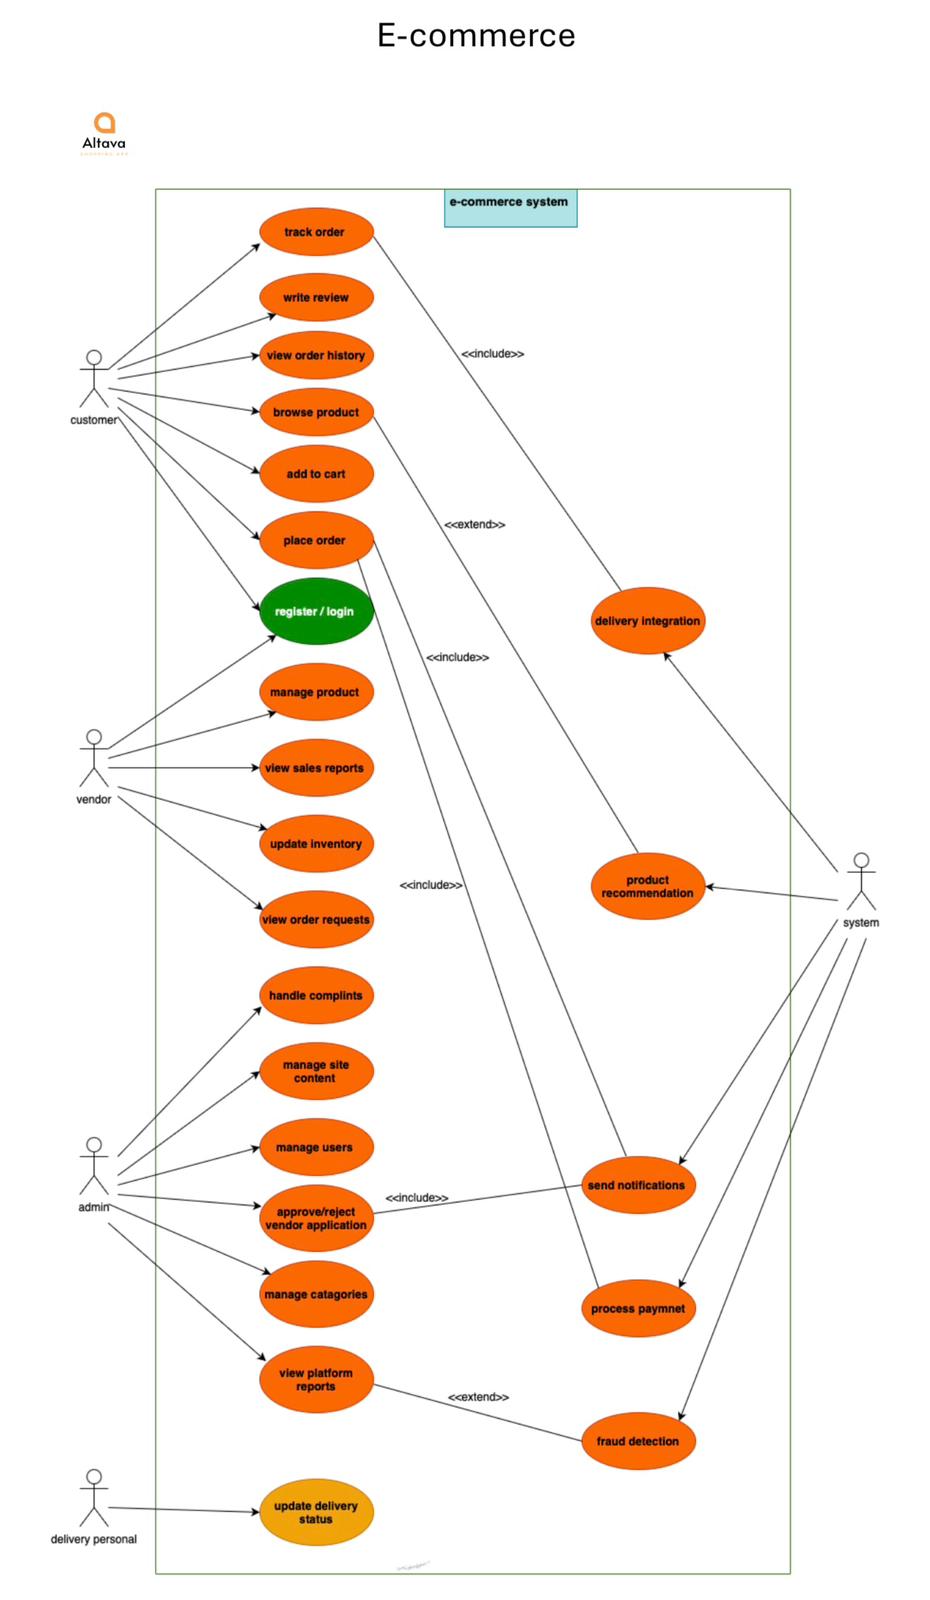 E-commerce
Altava
e-commerce system
track order
write review
<<include>>
view order history
customer
browse product
add to cart
<<extend>>
place order
register / login
delivery integration
<<include>>
manage product
vendor
view sales reports
update inventory
<<include>>
product
recommendation
view order requests
system
handle complints
manage site
content
manage users
send notifications
<<include>>
admin
approve/reject
vendor application
manage catagories
process paymnet
view platform
reports
<<extend>>
fraud detection
update delivery
status
delivery personal